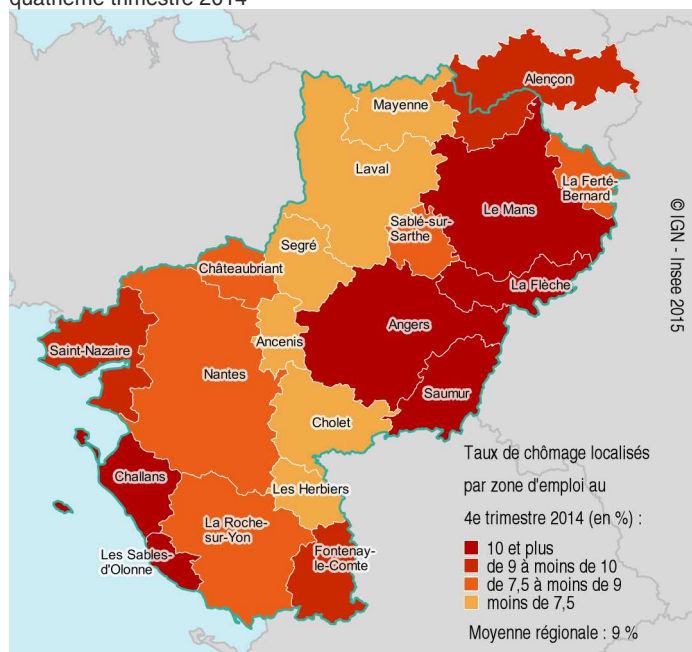 quatrième trimestre 2014
Alençon
Mayenne
Laval
La Ferté-
Bernard
Le Mans
Sablé-sur-
Sarthe
Segré
Châteaubriant
La Flèche
Angers
Ancenis
Saint-Nazaire
Nantes
Saumur
Cholet
Challans
Les Herbiers
La Roche-
sur-Yon
Les Sables-
d'Olonne
Fontenay-
le-Comte
© IGN - Insee 2015
Taux de chômage localisés
par zone d'emploi au
4e trimestre 2014 (en %) :
10 et plus
de 9 à moins de 10
de 7,5 à moins de 9
moins de 7,5
Moyenne régionale : 9 %